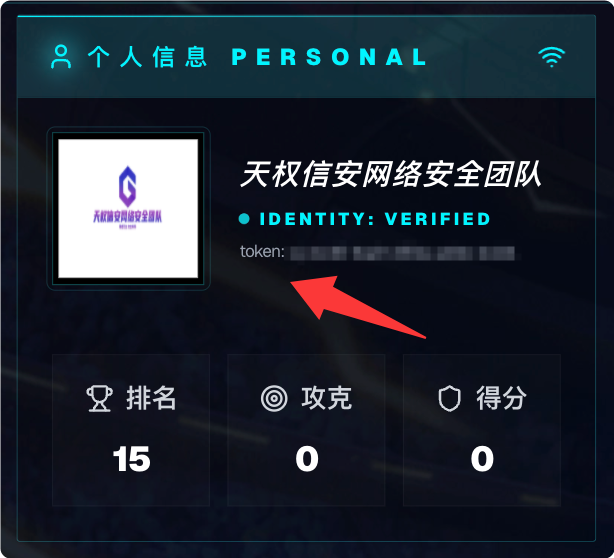 个人信息 PERSONAL
天权信安网络安全团队
天权信安网络安全团队
IDENTITY: VERIFIED
token:
排名
攻克
得分
15
0
0